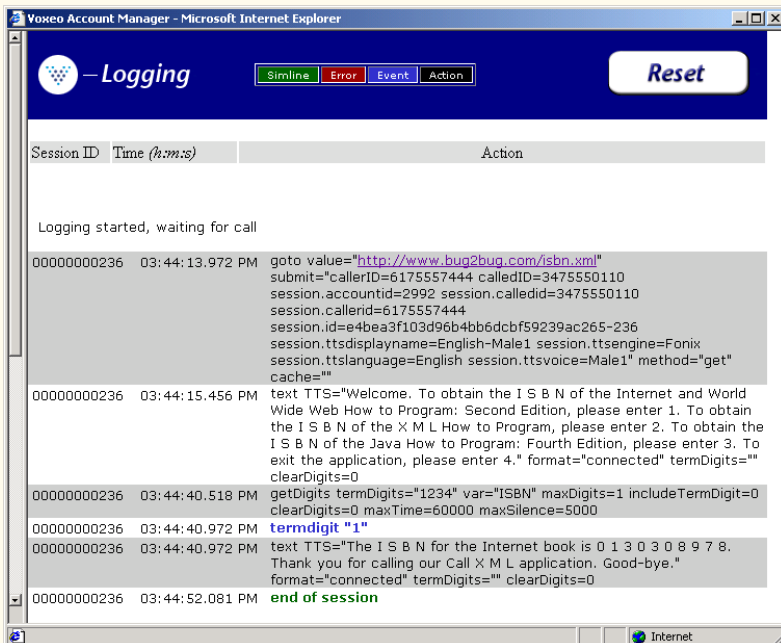 Voxeo Account Manager - Microsoft Internet Explorer
Logging
Simline Error Event Action
Reset
Session ID Time (h:m:s) Action
Logging started, waiting for call
00000000236 03:44:13.972 PM goto value="http://www.bug2bug.com/isbn.xml"
submit="callerID=6175557444 calledID=3475550110
session.accountid=2992 session.calledid=3475550110
session.callerid=6175557444
session.id=e4bea3f103d96b4bb6dcbf59239ac265-236
session.ttsdisplayname=English-Male1 session.ttsengine=Fonix
session.ttslanguage=English session.ttsvoice=Male1" method="get"
cache=""
00000000236 03:44:15.456 PM text TTS="Welcome. To obtain the I S B N of the Internet and World
Wide Web How to Program: Second Edition, please enter 1. To obtain
the I S B N of the X M L How to Program, please enter 2. To obtain the
I S B N of the Java How to Program: Fourth Edition, please enter 3. To
exit the application, please enter 4." format="connected" termDigits=""
clearDigits=0
00000000236 03:44:40.518 PM getDigits termDigits="1234" var="ISBN" maxDigits=1 includeTermDigit=0
clearDigits=0 maxTime=60000 maxSilence=5000
00000000236 03:44:40.972 PM termdigit "1"
00000000236 03:44:40.972 PM text TTS="The I S B N for the Internet book is 0 1 3 0 3 0 8 9 7 8.
Thank you for calling our Call X M L application. Good-bye."
format="connected" termDigits="" clearDigits=0
00000000236 03:44:52.081 PM end of session
Internet